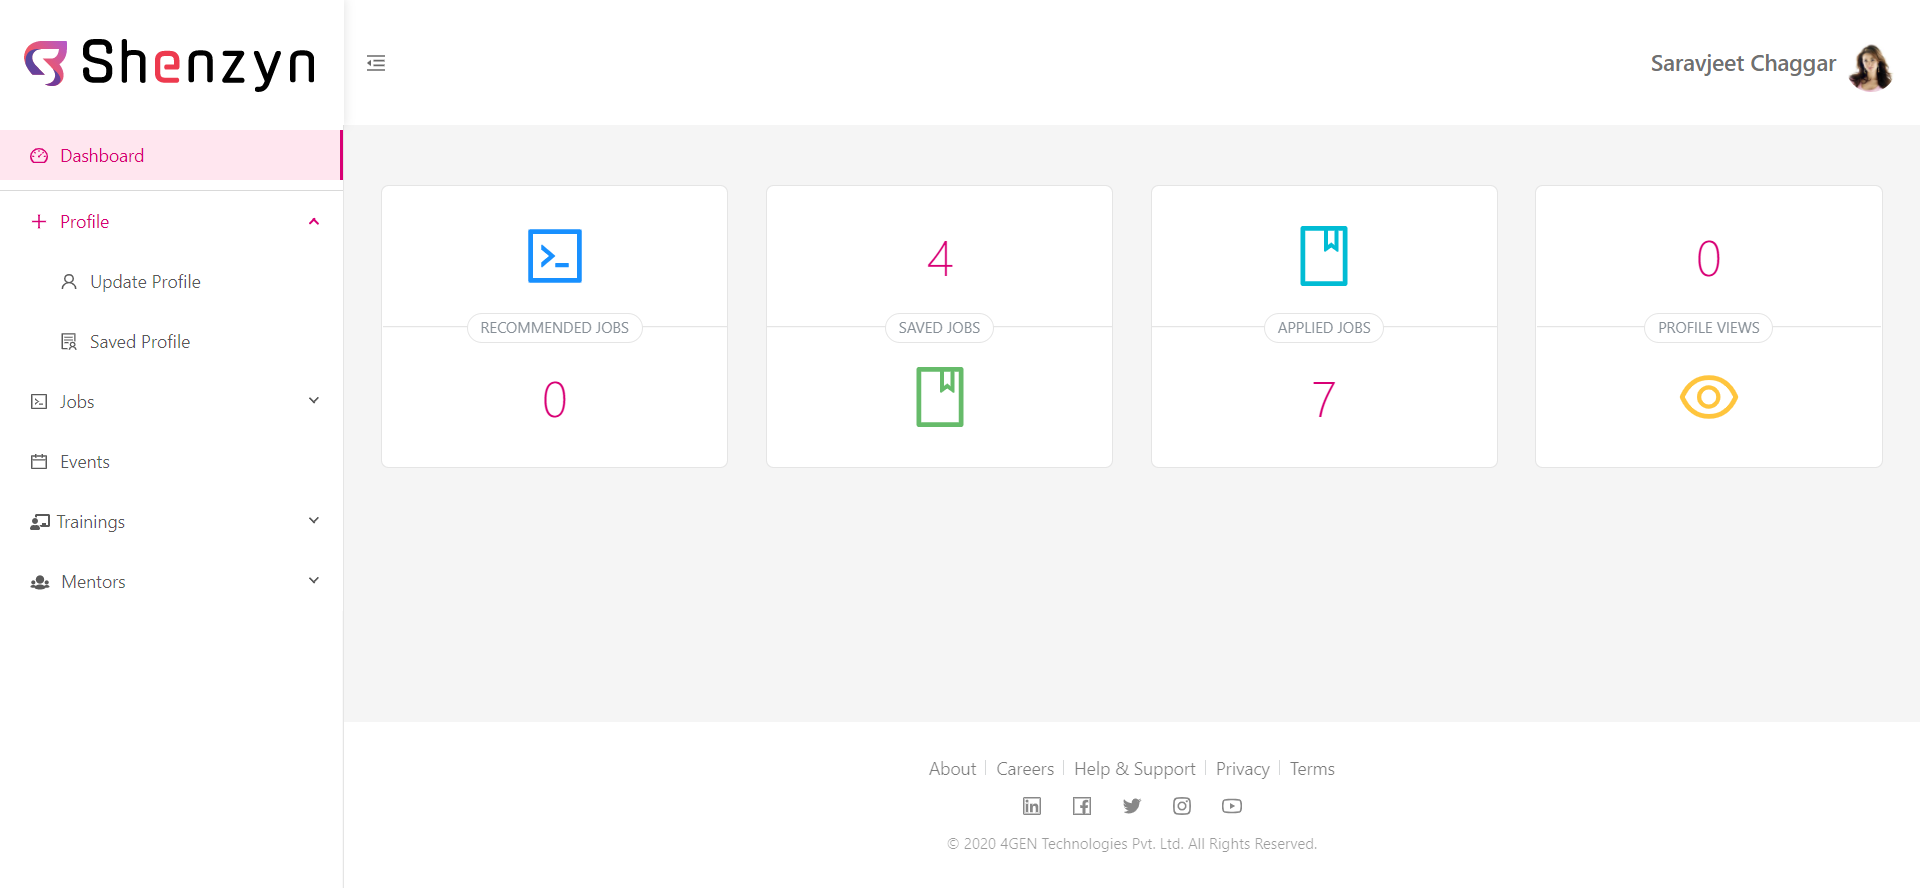 Shenzyn
Saravjeet Chaggar
Dashboard
Profile
Update Profile
Saved Profile
Jobs
Events
Trainings
Mentors
RECOMMENDED JOBS
0
4
SAVED JOBS
APPLIED JOBS
7
0
PROFILE VIEWS
About
Careers
Help & Support
Privacy
Terms
© 2020 4GEN Technologies Pvt. Ltd. All Rights Reserved.